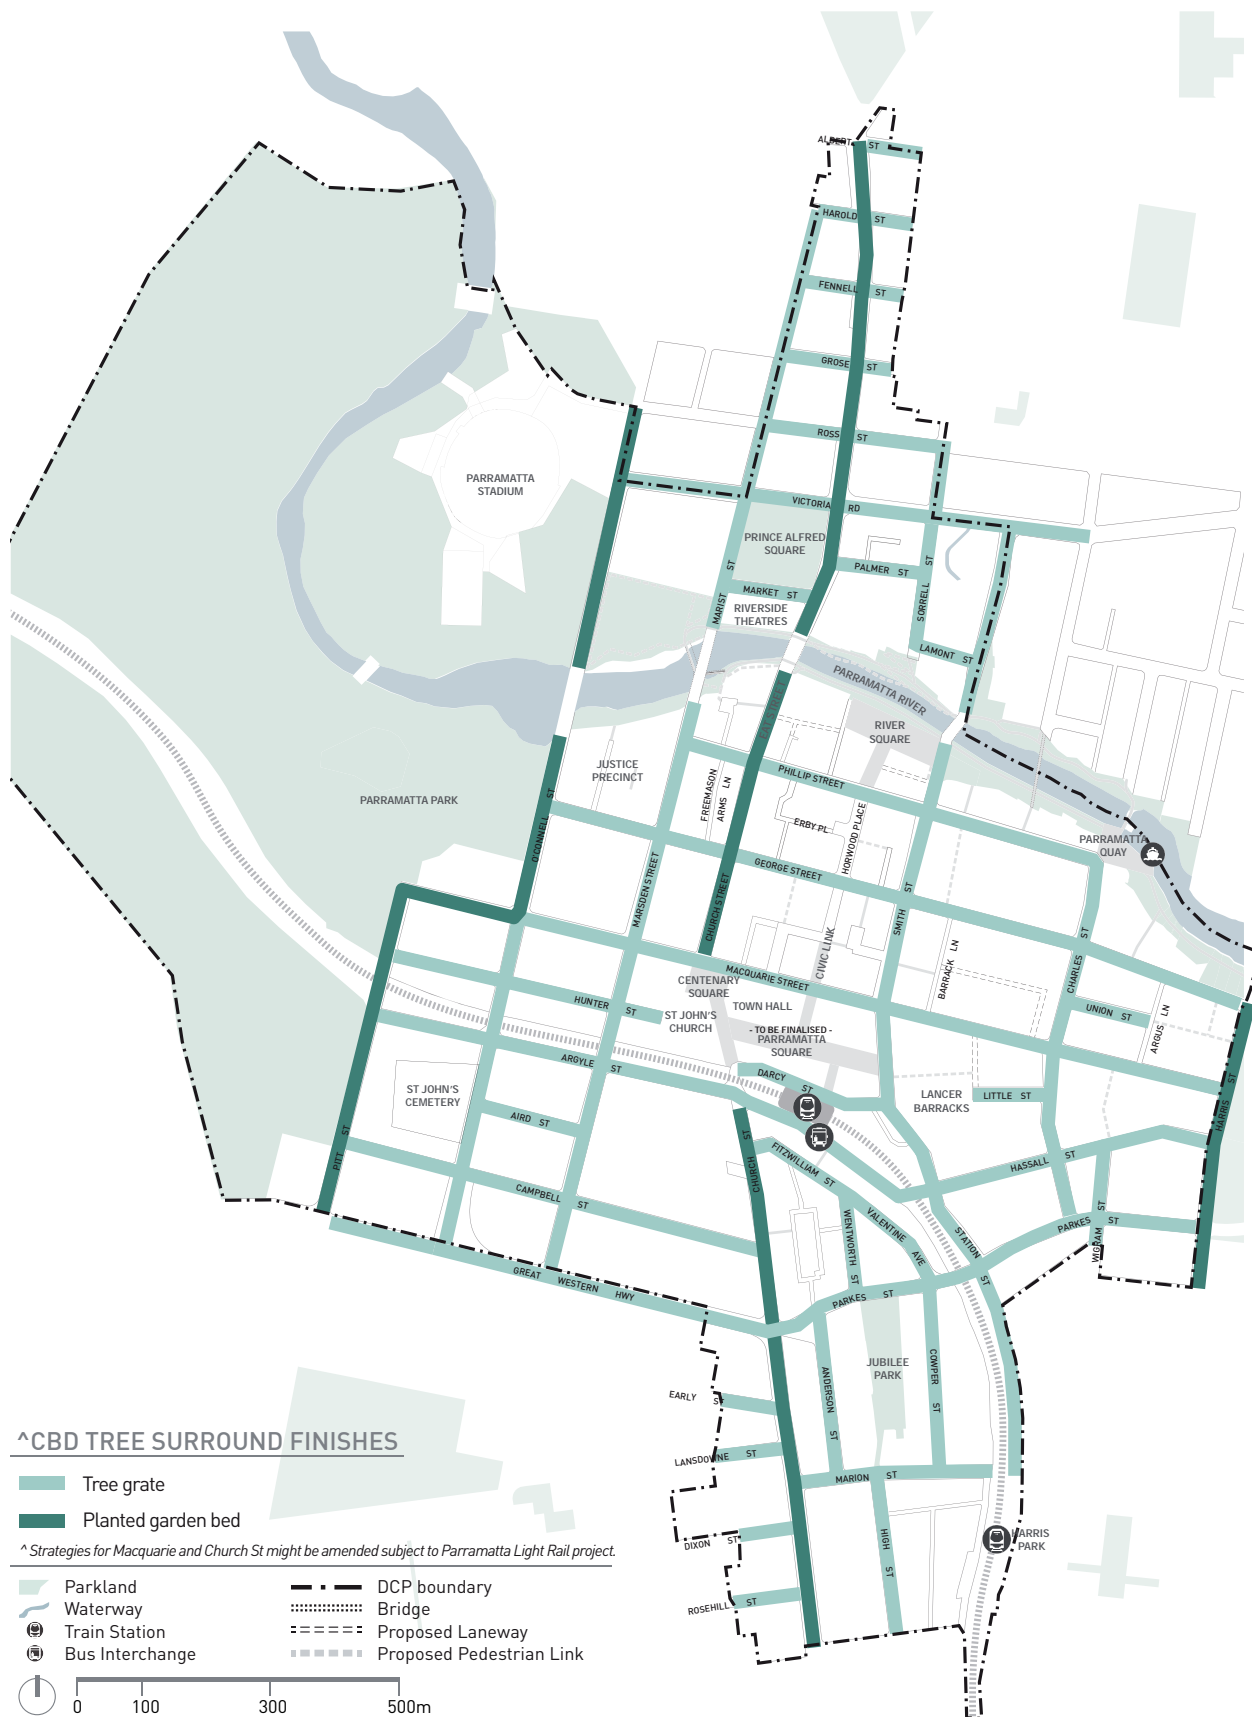 ALBERT ST
HAROLD ST
FENNELL ST
GROSE ST
ROSS ST
PARRAMATTA
STADIUM
VICTORIA RD
PRINCE ALFRED
SQUARE
MARIST ST
MARKET ST
PALMER ST
SORRELL ST
RIVERSIDE
THEATRES
LAMONT ST
PARRAMATTA RIVER
EAT STREET
RIVER
SQUARE
JUSTICE
PRECINCT
PHILLIP STREET
FREEMASON
ARMS LN
PARRAMATTA PARK
O'CONNELL ST
ERBY PL
HORWOOD PLACE
PARRAMATTA
QUAY
GEORGE STREET
MARSDEN STREET
CHURCH STREET
SMITH ST
CIVIC LINK
BARRACK LN
CHARLES ST
MACQUARIE STREET
CENTENARY
SQUARE
TOWN HALL
HUNTER ST
ST JOHN'S
CHURCH
- TO BE FINALISED -
PARRAMATTA
SQUARE
UNION ST
ARGUS LN
ARGYLE ST
DARCY ST
ST JOHN'S
CEMETERY
LANCER
BARRACKS
LITTLE ST
HARRIS ST
AIRD ST
PITT ST
CHURCH ST
FITZWILLIAM ST
HASSALL ST
CAMPBELL ST
WENTWORTH ST
VALENTINE AVE
STATION ST
PARKES ST
WIGRAM ST
GREAT WESTERN HWY
PARKES ST
JUBILEE
PARK
ANDERSON ST
COWPER ST
EARLY ST
LANSDOWNE ST
MARION ST
DIXON ST
HIGH ST
HARRIS
PARK
ROSEHILL ST
^CBD TREE SURROUND FINISHES
Tree grate
Planted garden bed
^ Strategies for Macquarie and Church St might be amended subject to Parramatta Light Rail project.
Parkland
Waterway
Train Station
Bus Interchange
DCP boundary
Bridge
Proposed Laneway
Proposed Pedestrian Link
0 100 300 500m